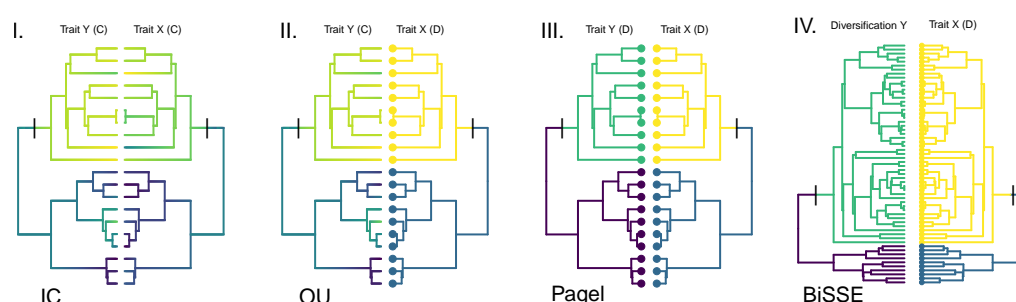 I.
Trait Y (C) Trait X (C)
IC
II.
Trait Y (C) Trait X (D)
OU
III.
Trait Y (D) Trait X (D)
Pagel
IV.
Diversification Y Trait X (D)
BiSSE